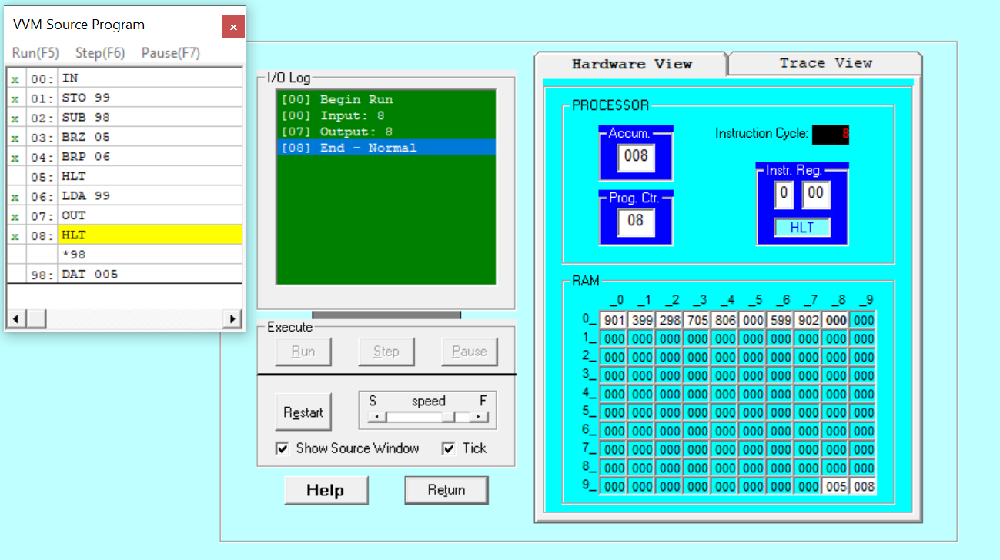 VVM Source Program
x
Run(F5) Step(F6) Pause(F7)
x 00: IN
x 01: STO 99
x 02: SUB 98
x 03: BRZ 05
x 04: BRP 06
05: HLT
x 06: LDA 99
x 07: OUT
x 08: HLT
*98
98: DAT 005
I/O Log
[00] Begin Run
[00] Input: 8
[07] Output: 8
[08] End - Normal
Execute
Run Step Pause
Restart
S speed F
Show Source Window Tick
Help Return
Hardware View Trace View
PROCESSOR
Accum.
008
Instruction Cycle: 8
Prog. Ctr.
08
Instr. Reg.
0 00
HLT
RAM
_0 _1 _2 _3 _4 _5 _6 _7 _8 _9
0_ 901 399 298 705 806 000 599 902 000 000
1_ 000 000 000 000 000 000 000 000 000 000
2_ 000 000 000 000 000 000 000 000 000 000
3_ 000 000 000 000 000 000 000 000 000 000
4_ 000 000 000 000 000 000 000 000 000 000
5_ 000 000 000 000 000 000 000 000 000 000
6_ 000 000 000 000 000 000 000 000 000 000
7_ 000 000 000 000 000 000 000 000 000 000
8_ 000 000 000 000 000 000 000 000 000 000
9_ 000 000 000 000 000 000 000 000 005 008